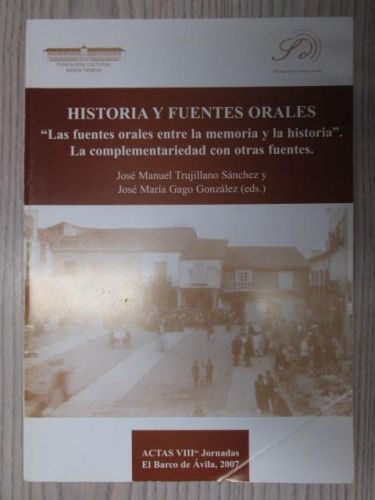 FUNDACIÓN CULTURAL
SANTA TERESA
HISTORIA Y FUENTES ORALES
“Las fuentes orales entre la memoria y la historia”.
La complementariedad con otras fuentes.
José Manuel Trujillano Sánchez y
José María Gago González (eds.)
ACTAS VIIIas Jornadas
El Barco de Ávila, 2007